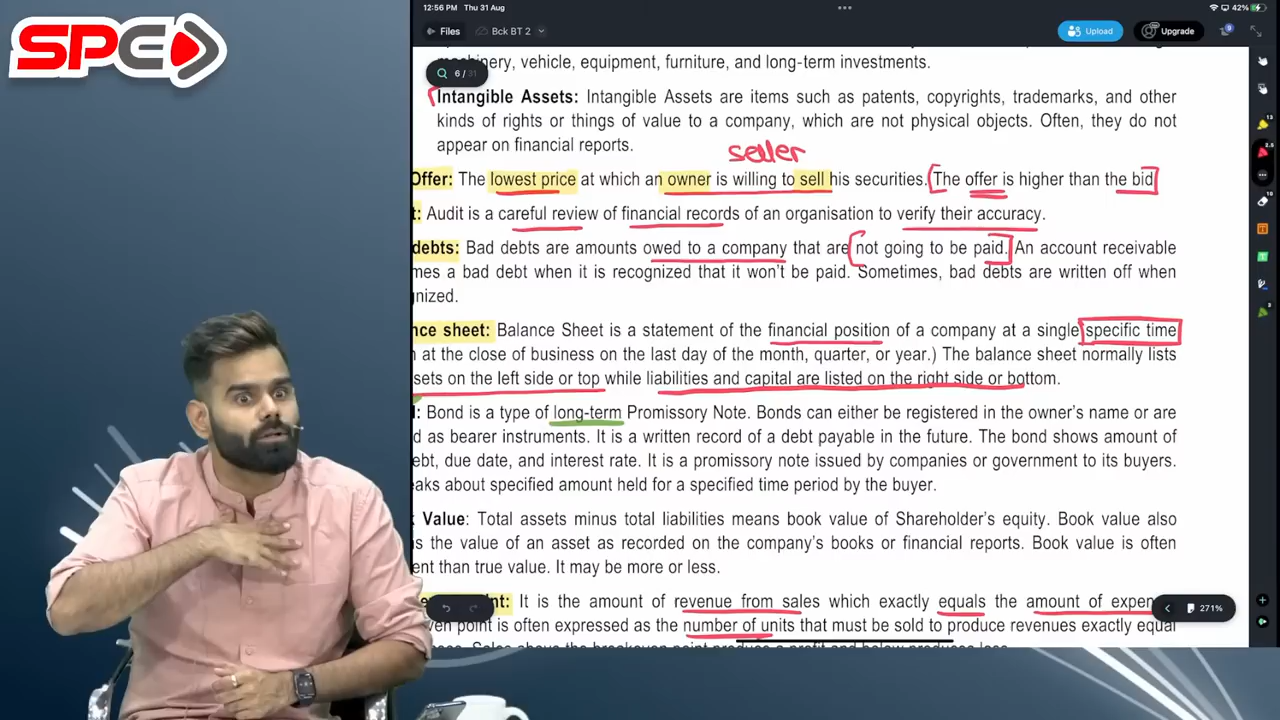 SPC
12:56 PM Thu 31 Aug
42%
Files
Bck BT 2
Upload
Upgrade
6 / 31
machinery, vehicle, equipment, furniture, and long-term investments.
Intangible Assets: Intangible Assets are items such as patents, copyrights, trademarks, and other
kinds of rights or things of value to a company, which are not physical objects. Often, they do not
appear on financial reports.
seller
Offer: The lowest price at which an owner is willing to sell his securities. The offer is higher than the bid
t: Audit is a careful review of financial records of an organisation to verify their accuracy.
debts: Bad debts are amounts owed to a company that are not going to be paid. An account receivable
mes a bad debt when it is recognized that it won't be paid. Sometimes, bad debts are written off when
gnized.
nce sheet: Balance Sheet is a statement of the financial position of a company at a single specific time
n at the close of business on the last day of the month, quarter, or year.) The balance sheet normally lists
sets on the left side or top while liabilities and capital are listed on the right side or bottom.
: Bond is a type of long-term Promissory Note. Bonds can either be registered in the owner's name or are
d as bearer instruments. It is a written record of a debt payable in the future. The bond shows amount of
ebt, due date, and interest rate. It is a promissory note issued by companies or government to its buyers.
eaks about specified amount held for a specified time period by the buyer.
k Value: Total assets minus total liabilities means book value of Shareholder's equity. Book value also
s the value of an asset as recorded on the company's books or financial reports. Book value is often
ent than true value. It may be more or less.
int: It is the amount of revenue from sales which exactly equals the amount of expen
271%
ven point is often expressed as the number of units that must be sold to produce revenues exactly equal